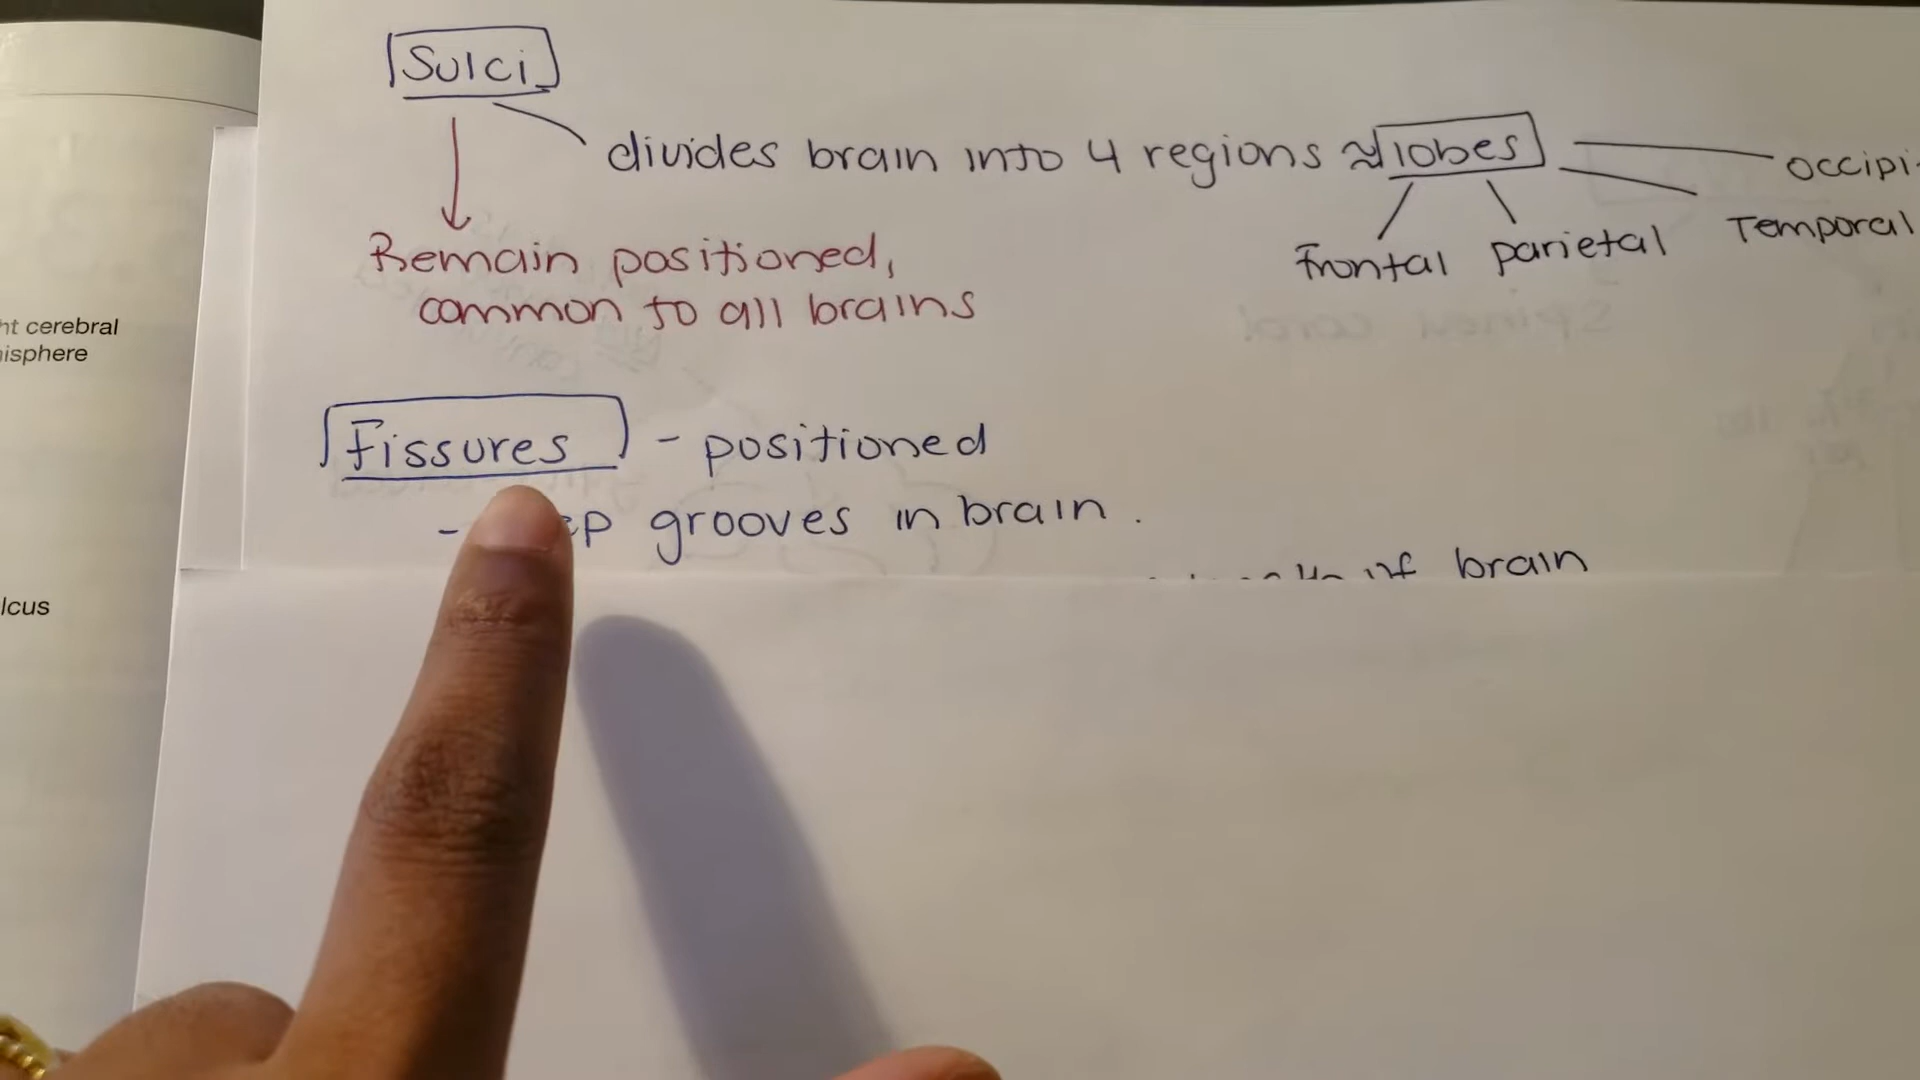 Sulci
divides brain into 4 regions ≈ lobes
Frontal parietal Temporal occipi
Remain positioned,
common to all brains
Fissures - positioned
- grooves in brain.
of brain
ht cerebral
isphere
lcus